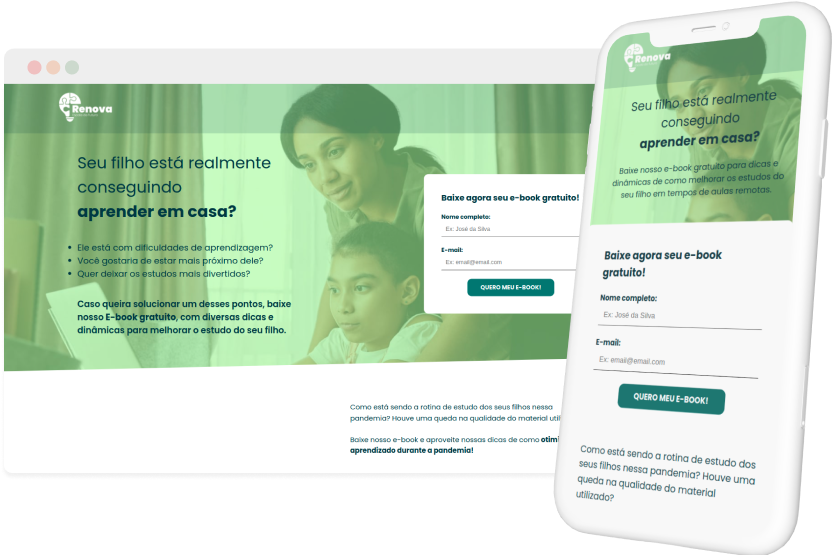 Renova
Seu filho está realmente
conseguindo
aprender em casa?
Ele está com dificuldades de aprendizagem?
Você gostaria de estar mais próximo dele?
Quer deixar os estudos mais divertidos?
Caso queira solucionar um desses pontos, baixe
nosso E-book gratuito, com diversas dicas e
dinâmicas para melhorar o estudo do seu filho.
Baixe agora seu e-book gratuito!
Nome completo:
Ex: José da Silva
E-mail:
Ex: email@email.com
QUERO MEU E-BOOK!
Como está sendo a rotina de estudo dos seus filhos nessa
pandemia? Houve uma queda na qualidade do material util
Baixe nosso e-book e aproveite nossas dicas de como otimi
aprendizado durante a pandemia!
Renova
Seu filho está realmente
conseguindo
aprender em casa?
Baixe nosso e-book gratuito para dicas e
dinâmicas de como melhorar os estudos do
seu filho em tempos de aulas remotas.
Baixe agora seu e-book
gratuito!
Nome completo:
Ex: José da Silva
E-mail:
Ex: email@email.com
QUERO MEU E-BOOK!
Como está sendo a rotina de estudo dos
seus filhos nessa pandemia? Houve uma
queda na qualidade do material
utilizado?